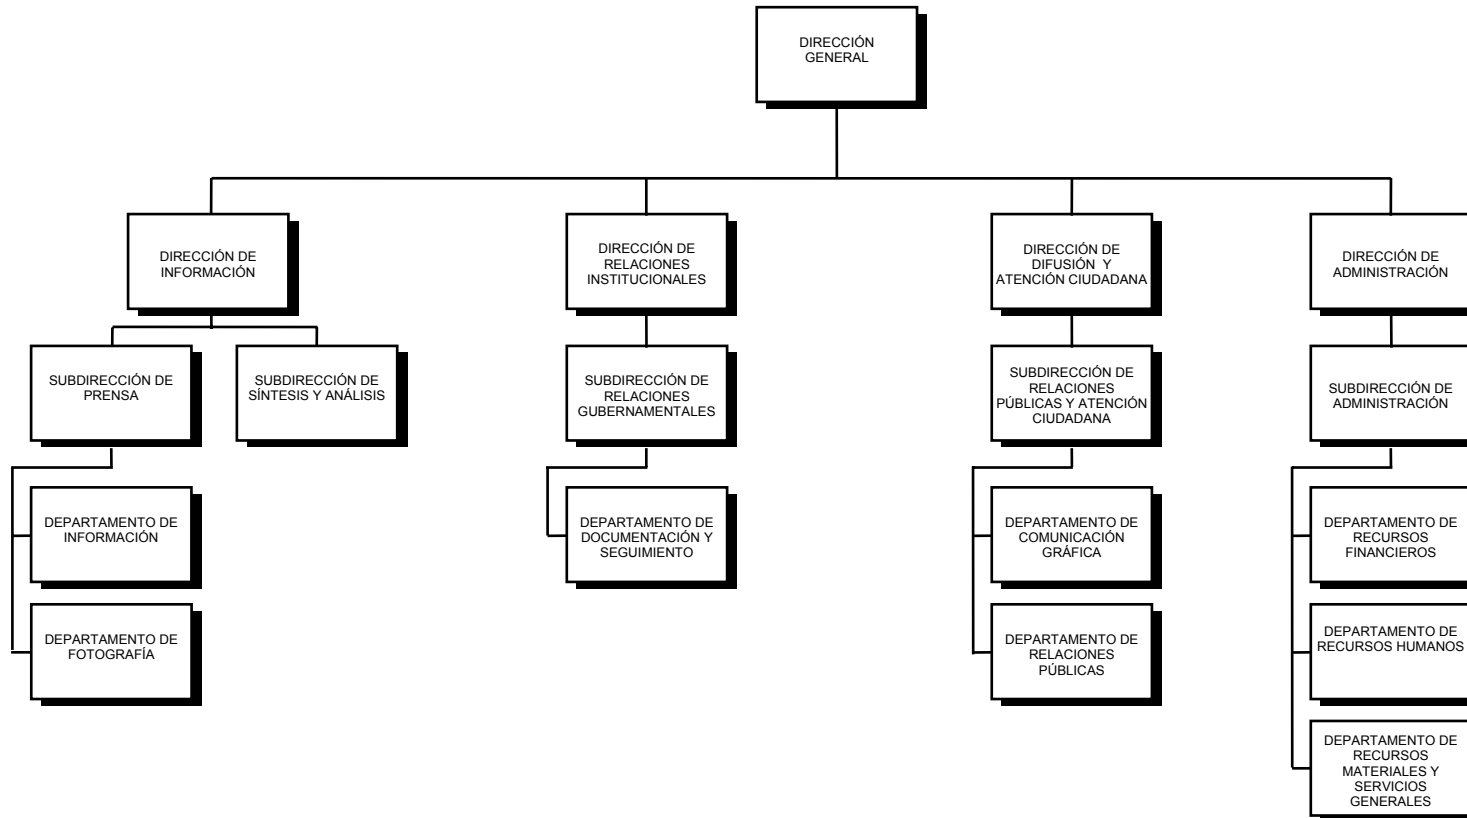 DIRECCIÓN
GENERAL
DIRECCIÓN DE
INFORMACIÓN
DIRECCIÓN DE
RELACIONES
INSTITUCIONALES
DIRECCIÓN DE
DIFUSIÓN Y
ATENCIÓN CIUDADANA
DIRECCIÓN DE
ADMINISTRACIÓN
SUBDIRECCIÓN DE
PRENSA
SUBDIRECCIÓN DE
SÍNTESIS Y ANÁLISIS
SUBDIRECCIÓN DE
RELACIONES
GUBERNAMENTALES
SUBDIRECCIÓN DE
RELACIONES
PÚBLICAS Y ATENCIÓN
CIUDADANA
SUBDIRECCIÓN DE
ADMINISTRACIÓN
DEPARTAMENTO DE
INFORMACIÓN
DEPARTAMENTO DE
DOCUMENTACIÓN Y
SEGUIMIENTO
DEPARTAMENTO DE
COMUNICACIÓN
GRÁFICA
DEPARTAMENTO DE
RECURSOS
FINANCIEROS
DEPARTAMENTO DE
FOTOGRAFÍA
DEPARTAMENTO DE
RELACIONES
PÚBLICAS
DEPARTAMENTO DE
RECURSOS HUMANOS
DEPARTAMENTO DE
RECURSOS
MATERIALES Y
SERVICIOS
GENERALES